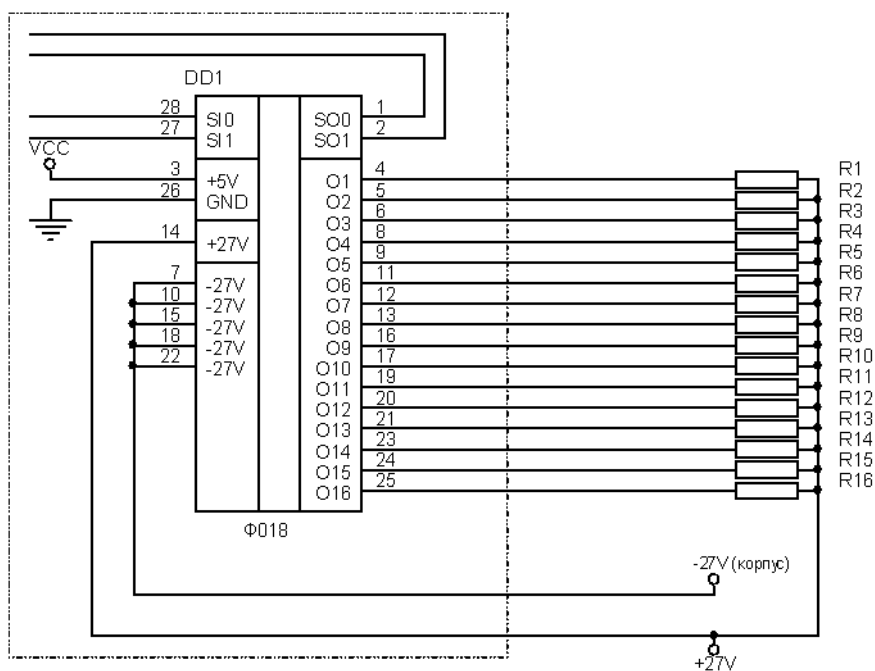 DD1
28 SI0 SO0 1
27 SI1 SO1 2
VCC
3 +5V O1 4 R1
26 GND O2 5 R2
O3 6 R3
14 +27V O4 8 R4
O5 9 R5
7 -27V O6 11 R6
10 -27V O7 12 R7
15 -27V O8 13 R8
18 -27V O9 16 R9
22 -27V O10 17 R10
O11 19 R11
O12 20 R12
O13 21 R13
O14 23 R14
O15 24 R15
O16 25 R16
Ф018
-27V (корпус)
+27V